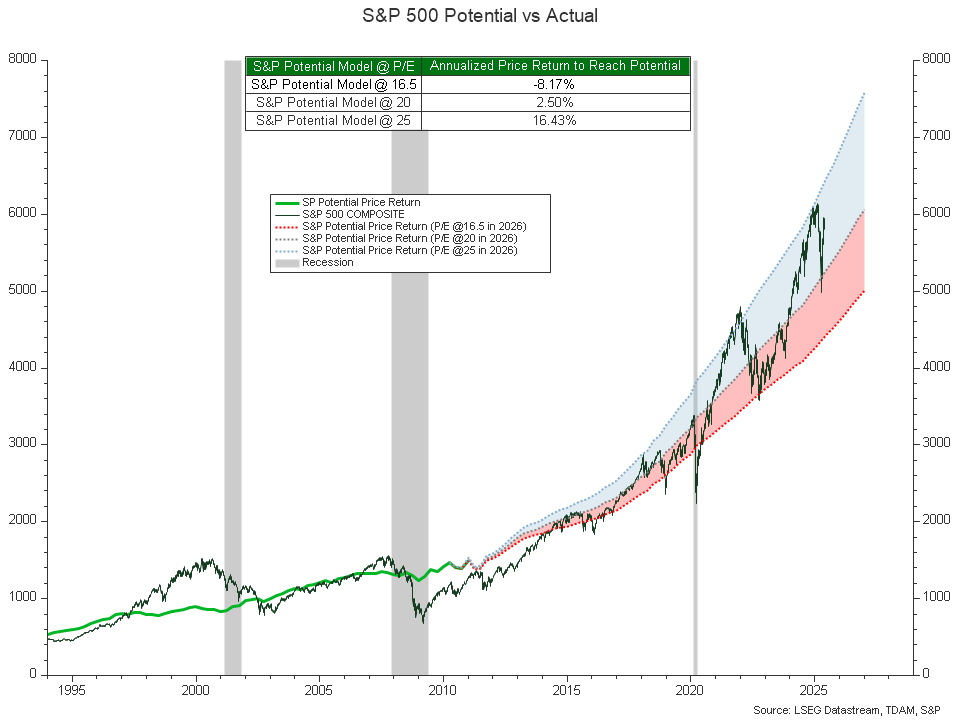 S&P 500 Potential vs Actual
S&P Potential Model @ P/E Annualized Price Return to Reach Potential
S&P Potential Model @ 16.5 -8.17%
S&P Potential Model @ 20 2.50%
S&P Potential Model @ 25 16.43%
SP Potential Price Return
S&P 500 COMPOSITE
S&P Potential Price Return (P/E @16.5 in 2026)
S&P Potential Price Return (P/E @20 in 2026)
S&P Potential Price Return (P/E @25 in 2026)
Recession
8000 8000
7000 7000
6000 6000
5000 5000
4000 4000
3000 3000
2000 2000
1000 1000
0 0
1995 2000 2005 2010 2015 2020 2025
Source: LSEG Datastream, TDAM, S&P